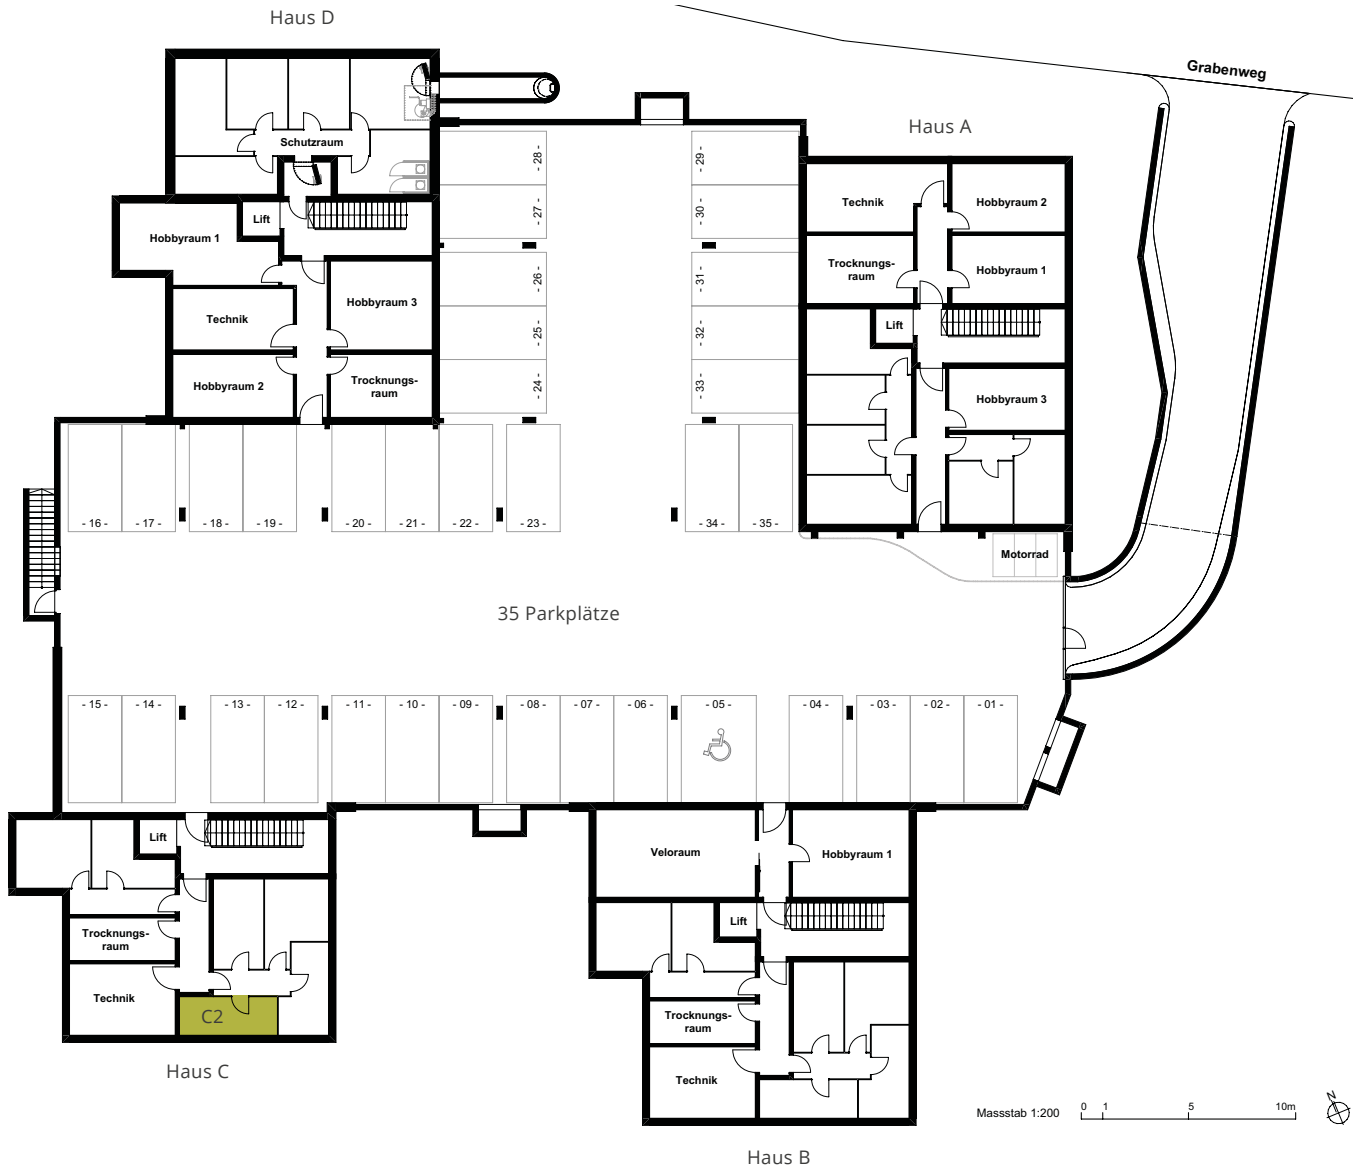 Haus D
Grabenweg
Haus A
Schutzraum
- 28 -
- 29 -
Technik
Hobbyraum 2
- 27 -
- 30 -
Lift
Hobbyraum 1
Trocknungs-
raum
Hobbyraum 1
- 26 -
- 31 -
Hobbyraum 3
Technik
- 25 -
- 32 -
Lift
Hobbyraum 2
Trocknungs-
raum
- 24 -
- 33 -
Hobbyraum 3
- 16 -
- 17 -
- 18 -
- 19 -
- 20 -
- 21 -
- 22 -
- 23 -
- 34 -
- 35 -
Motorrad
35 Parkplätze
- 15 -
- 14 -
- 13 -
- 12 -
- 11 -
- 10 -
- 09 -
- 08 -
- 07 -
- 06 -
- 05 -
- 04 -
- 03 -
- 02 -
- 01 -
Lift
Veloraum
Hobbyraum 1
Trocknungs-
raum
Lift
Technik
C2
Trocknungs-
raum
Haus C
Technik
Massstab 1:200
0 1 5 10m
N
Haus B